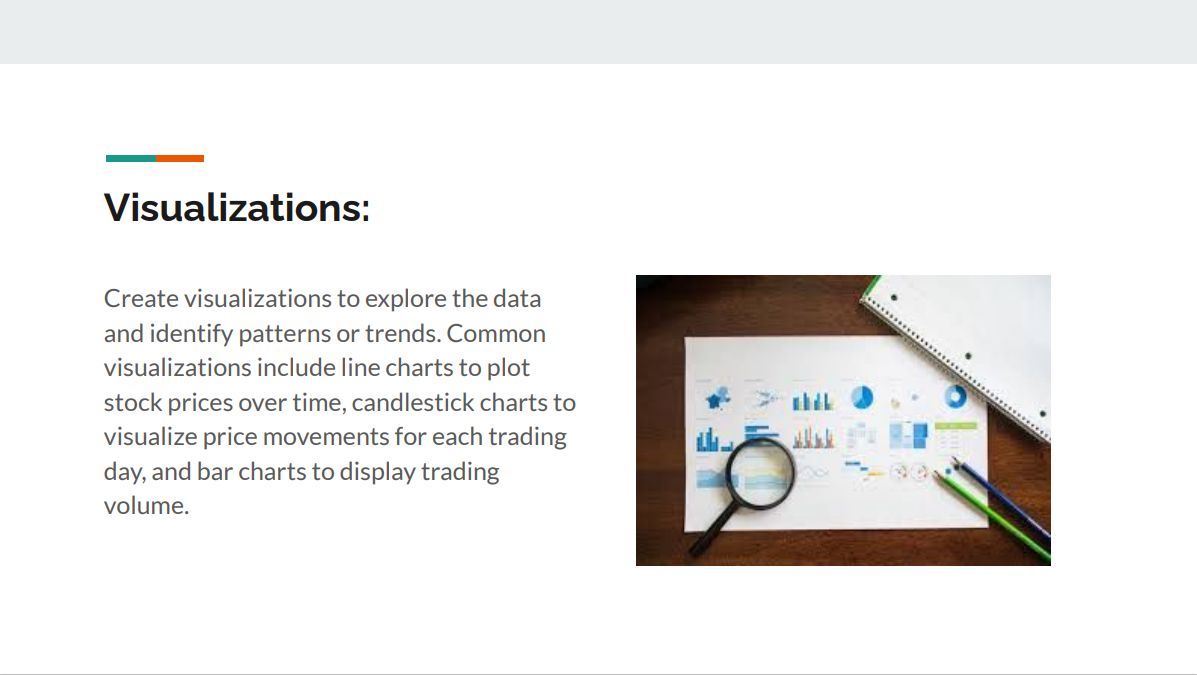 Visualizations:
Create visualizations to explore the data
and identify patterns or trends. Common
visualizations include line charts to plot
stock prices over time, candlestick charts to
visualize price movements for each trading
day, and bar charts to display trading
volume.